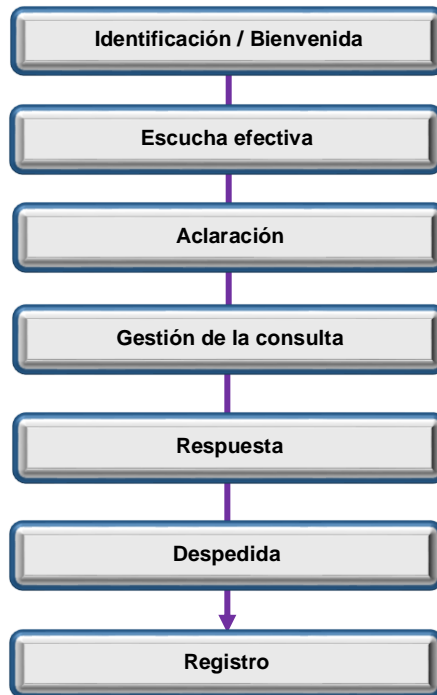 Identificación / Bienvenida
Escucha efectiva
Aclaración
Gestión de la consulta
Respuesta
Despedida
Registro